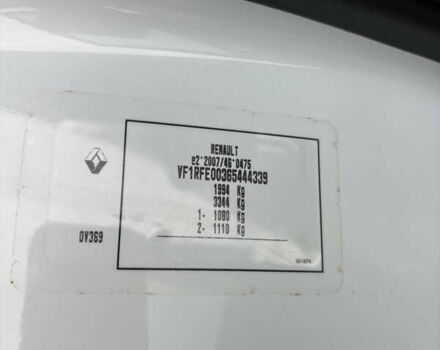 RENAULT
e2*2007/46*0475
VF1RFE00365444339
1994 Kg
3344 Kg
1- 1080 Kg
2- 1110 Kg
0V369